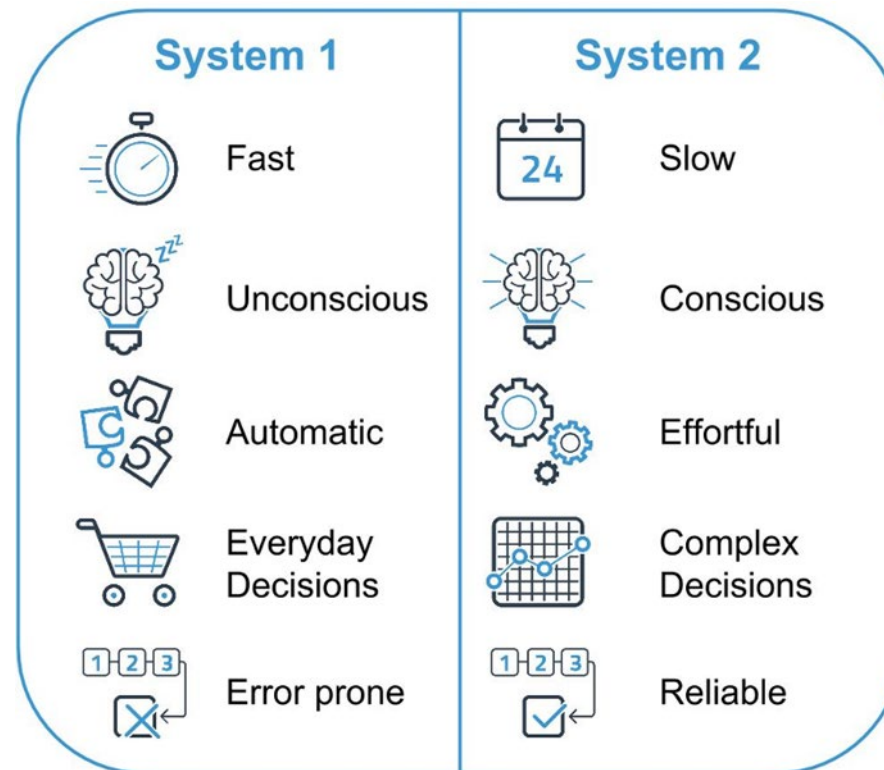 System 1
Fast
zzz
Unconscious
Automatic
Everyday
Decisions
1 2 3
Error prone
System 2
24
Slow
Conscious
Effortful
Complex
Decisions
1 2 3
Reliable